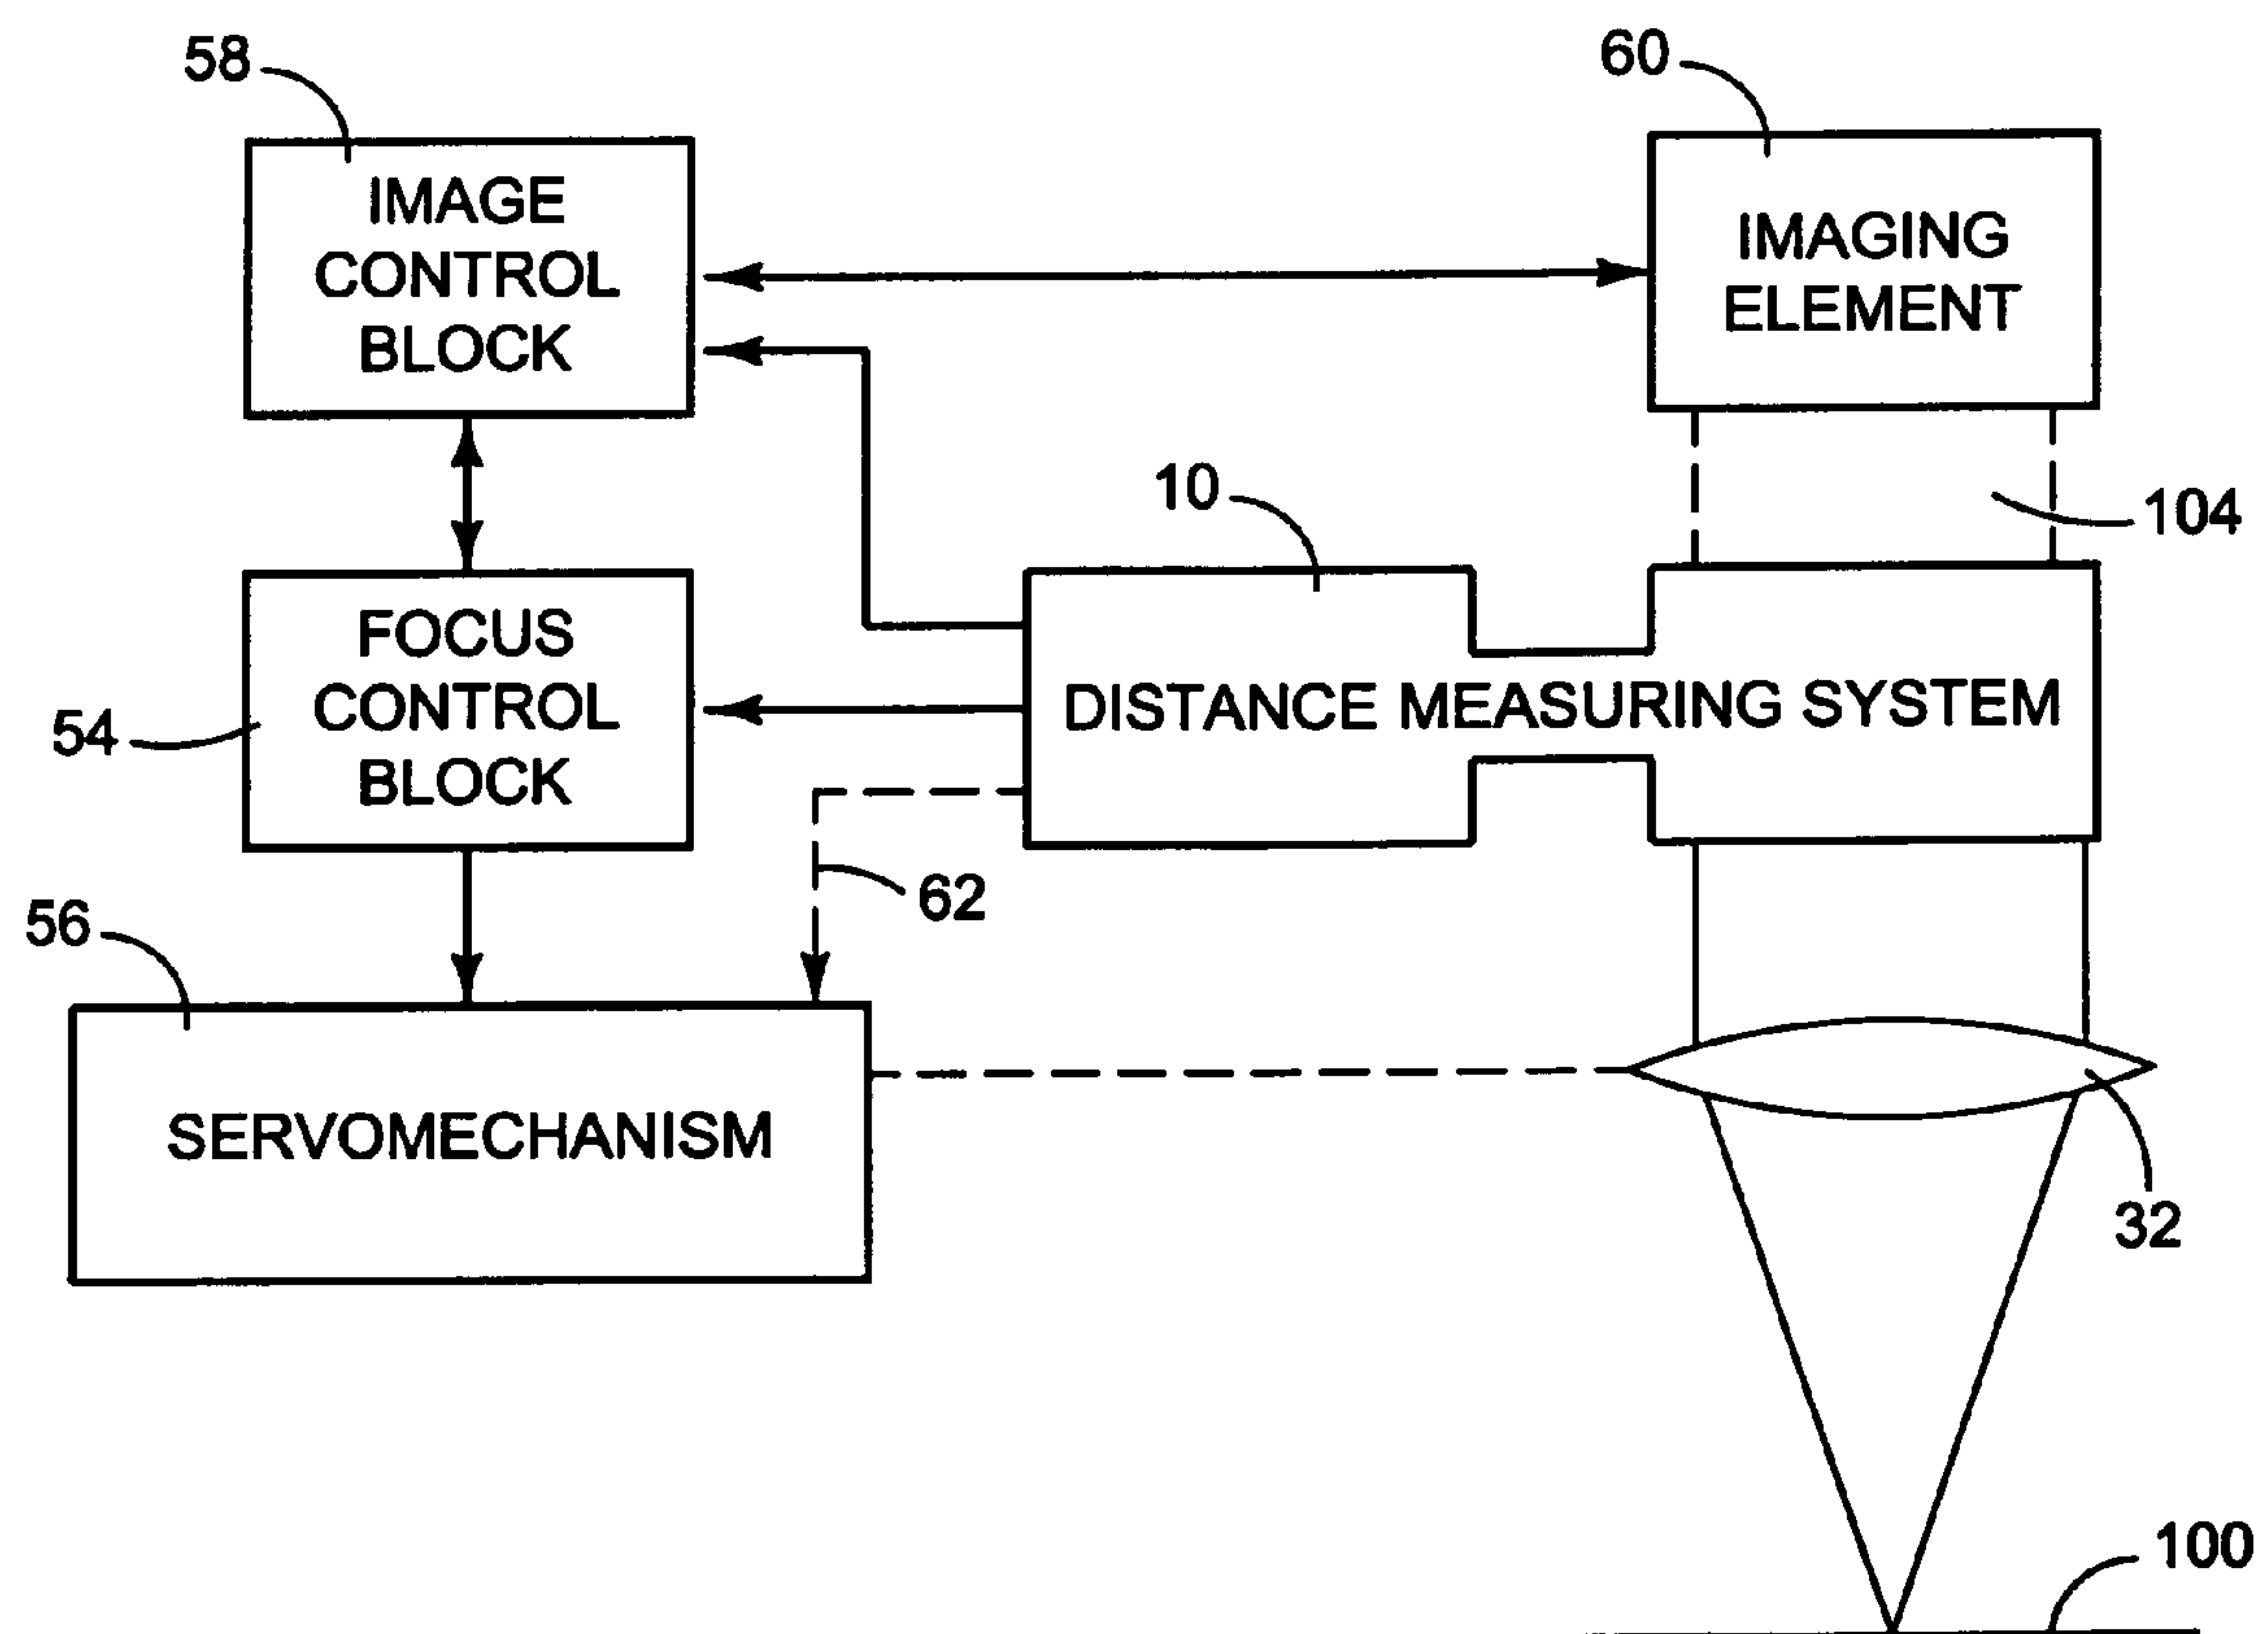 58
IMAGE
CONTROL
BLOCK
60
IMAGING
ELEMENT
104
10
FOCUS
CONTROL
BLOCK
54
DISTANCE MEASURING SYSTEM
62
56
SERVOMECHANISM
32
100